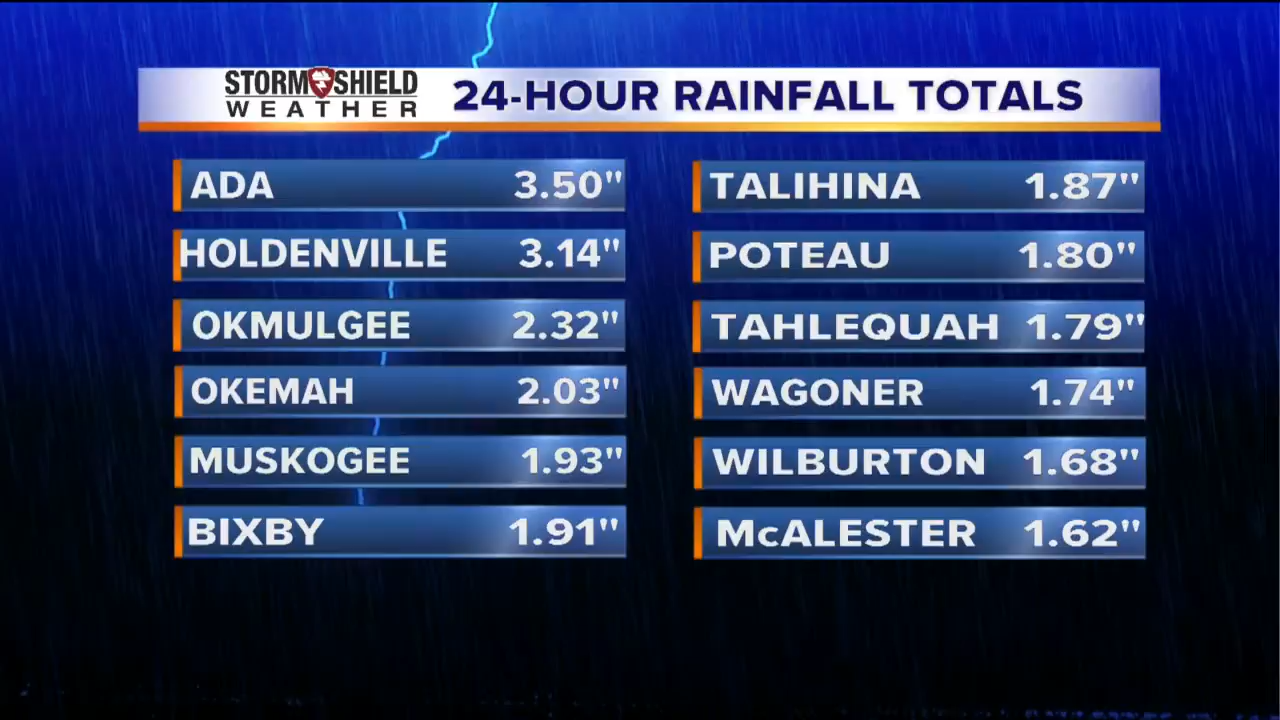 STORM SHIELD
WEATHER
24-HOUR RAINFALL TOTALS
ADA 3.50"
HOLDENVILLE 3.14"
OKMULGEE 2.32"
OKEMAH 2.03"
MUSKOGEE 1.93"
BIXBY 1.91"
TALIHINA 1.87"
POTEAU 1.80"
TAHLEQUAH 1.79"
WAGONER 1.74"
WILBURTON 1.68"
McALESTER 1.62"